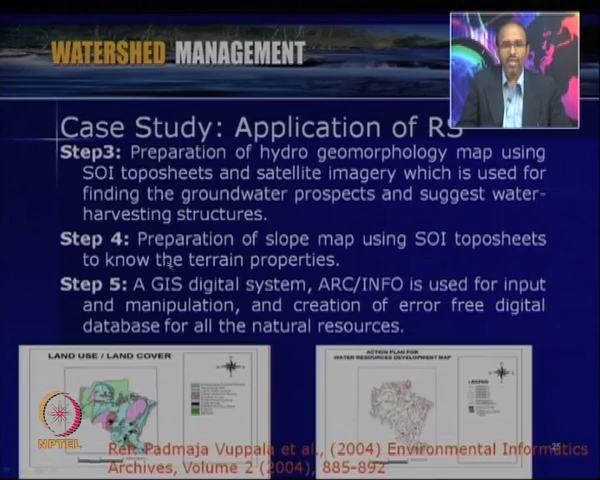 WATERSHED MANAGEMENT
Case Study: Application of RS
Step3: Preparation of hydro geomorphology map using
SOI toposheets and satellite imagery which is used for
finding the groundwater prospects and suggest water-
harvesting structures.
Step 4: Preparation of slope map using SOI toposheets
to know the terrain properties.
Step 5: A GIS digital system, ARC/INFO is used for input
and manipulation, and creation of error free digital
database for all the natural resources.
LAND USE / LAND COVER
ACTION PLAN FOR
WATER RESOURCES DEVELOPMENT MAP
LEGEND
NPTEL
25
Ref: Padmaja Vuppala et al., (2004) Environmental Informatics
Archives, Volume 2 (2004), 885-892